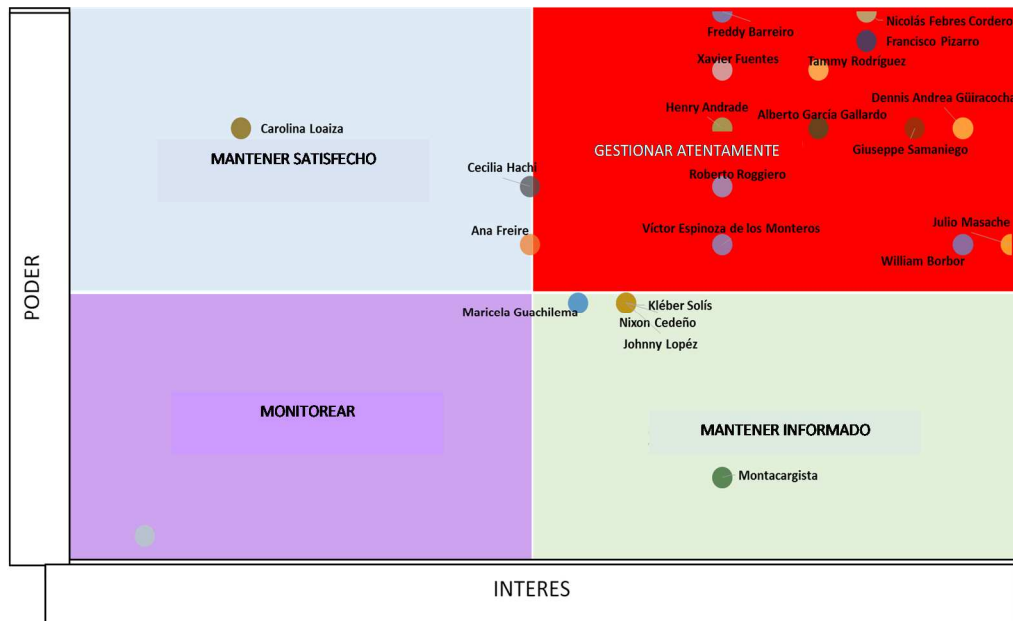 Nicolás Febres Cordero
Freddy Barreiro
Francisco Pizarro
Xavier Fuentes
Tammy Rodríguez
Dennis Andrea Güiracocha
Henry Andrade
Alberto García Gallardo
Carolina Loaiza
GESTIONAR ATENTAMENTE
Giuseppe Samaniego
MANTENER SATISFECHO
Cecilia Hachi
Roberto Roggiero
Ana Freire
Víctor Espinoza de los Monteros
Julio Masache
William Borbor
PODER
Maricela Guachilema
Kléber Solís
Nixon Cedeño
Johnny Lopéz
MONITOREAR
MANTENER INFORMADO
Montacargista
INTERES